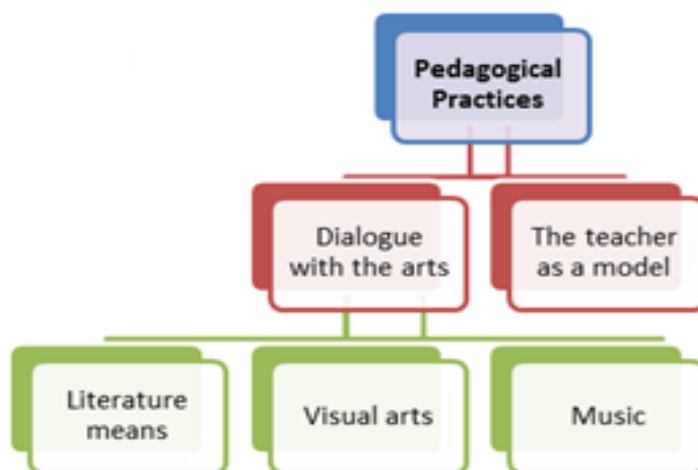 Pedagogical
Practices
Dialogue
with the arts
The teacher
as a model
Literature
means
Visual arts
Music